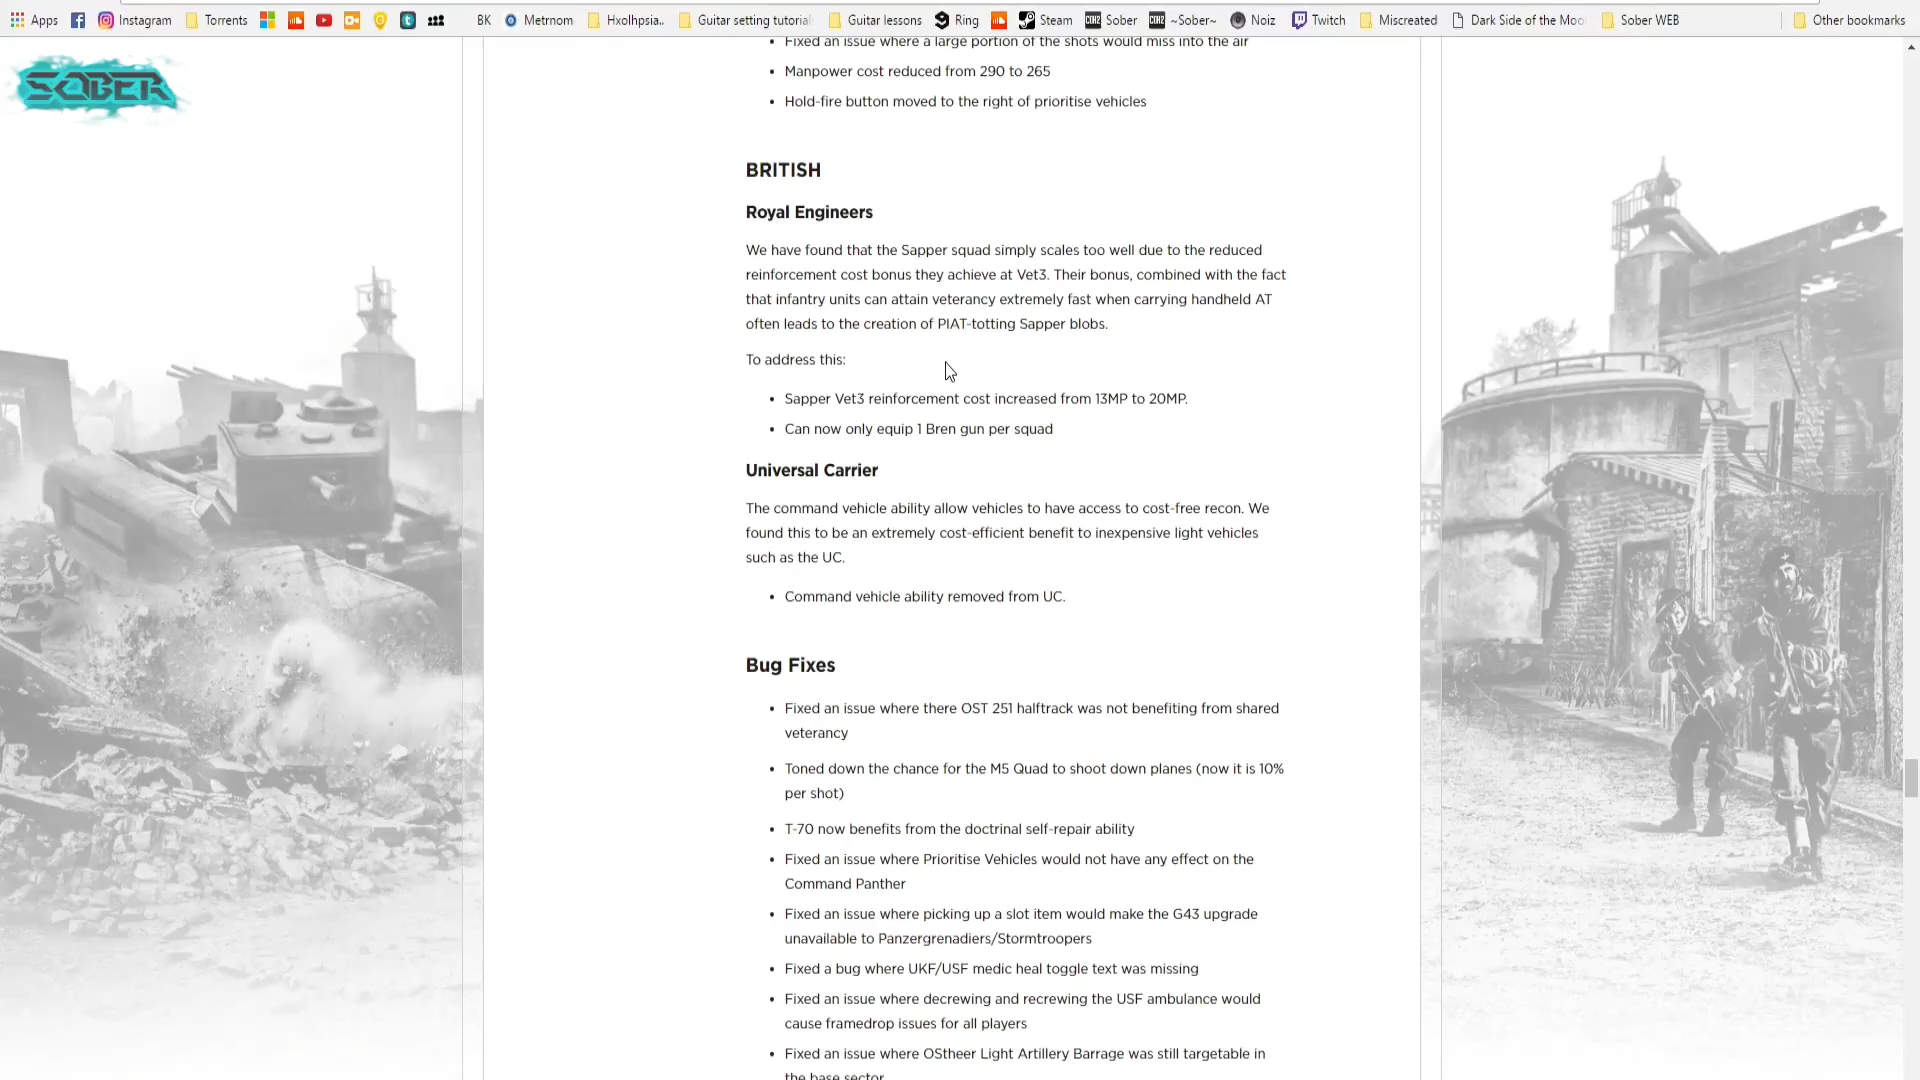 Apps Instagram Torrents BK Metrnom Hxolhpsia.. Guitar setting tutorial Guitar lessons Ring Steam Sober ~Sober~ Noiz Twitch Miscreated Dark Side of the Moo Sober WEB Other bookmarks
SOBER
• Fixed an issue where a large portion of the shots would miss into the air
• Manpower cost reduced from 290 to 265
• Hold-fire button moved to the right of prioritise vehicles
BRITISH
Royal Engineers
We have found that the Sapper squad simply scales too well due to the reduced
reinforcement cost bonus they achieve at Vet3. Their bonus, combined with the fact
that infantry units can attain veterancy extremely fast when carrying handheld AT
often leads to the creation of PIAT-totting Sapper blobs.
To address this:
• Sapper Vet3 reinforcement cost increased from 13MP to 20MP.
• Can now only equip 1 Bren gun per squad
Universal Carrier
The command vehicle ability allow vehicles to have access to cost-free recon. We
found this to be an extremely cost-efficient benefit to inexpensive light vehicles
such as the UC.
• Command vehicle ability removed from UC.
Bug Fixes
• Fixed an issue where there OST 251 halftrack was not benefiting from shared
veterancy
• Toned down the chance for the M5 Quad to shoot down planes (now it is 10%
per shot)
• T-70 now benefits from the doctrinal self-repair ability
• Fixed an issue where Prioritise Vehicles would not have any effect on the
Command Panther
• Fixed an issue where picking up a slot item would make the G43 upgrade
unavailable to Panzergrenadiers/Stormtroopers
• Fixed a bug where UKF/USF medic heal toggle text was missing
• Fixed an issue where decrewing and recrewing the USF ambulance would
cause framedrop issues for all players
• Fixed an issue where OStheer Light Artillery Barrage was still targetable in
the base sector